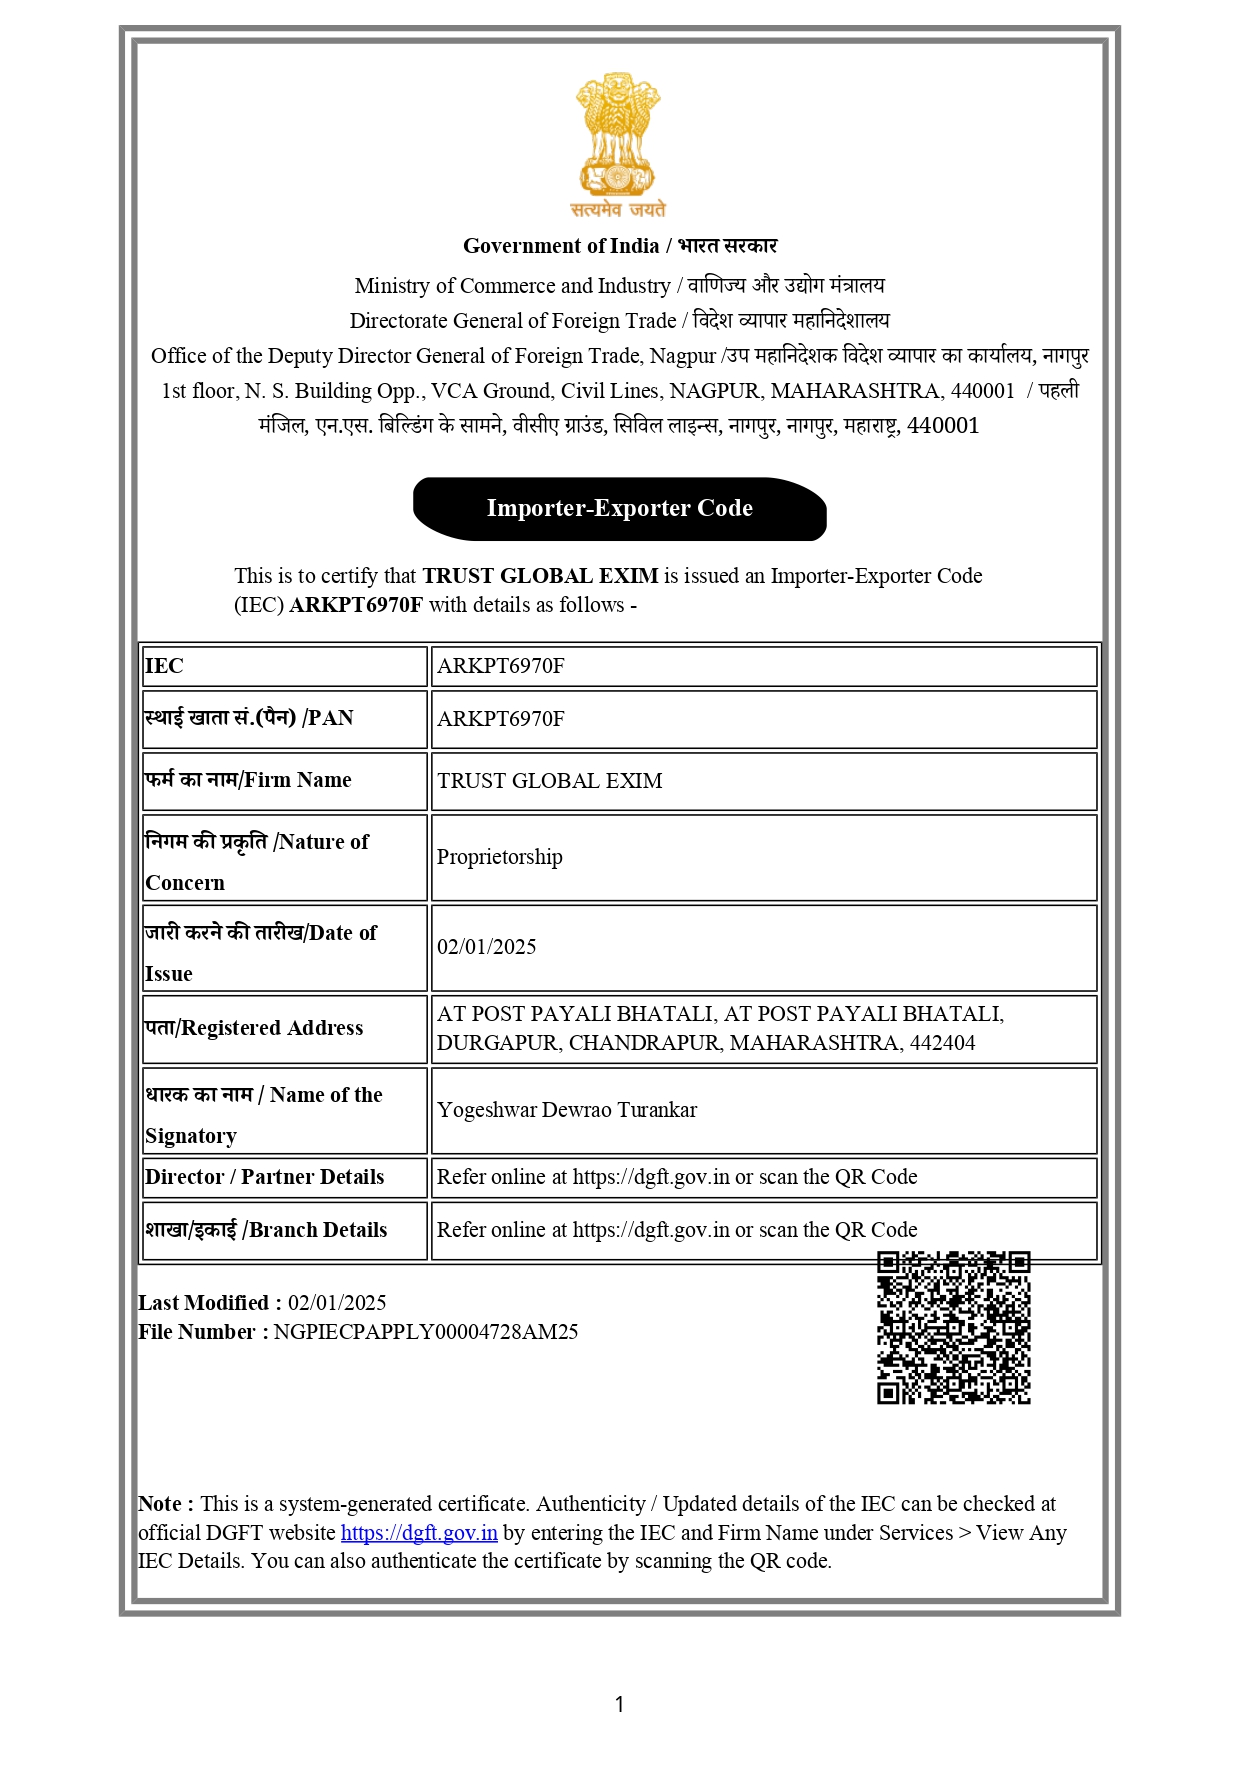 सत्यमेव जयते
Government of India / भारत सरकार
Ministry of Commerce and Industry / वाणिज्य और उद्योग मंत्रालय
Directorate General of Foreign Trade / विदेश व्यापार महानिदेशालय
Office of the Deputy Director General of Foreign Trade, Nagpur /उप महानिदेशक विदेश व्यापार का कार्यालय, नागपुर
1st floor, N. S. Building Opp., VCA Ground, Civil Lines, NAGPUR, MAHARASHTRA, 440001 / पहली
मंजिल, एन.एस. बिल्डिंग के सामने, वीसीए ग्राउंड, सिविल लाइन्स, नागपुर, नागपुर, महाराष्ट्र, 440001
Importer-Exporter Code
This is to certify that TRUST GLOBAL EXIM is issued an Importer-Exporter Code
(IEC) ARKPT6970F with details as follows -
IEC ARKPT6970F
स्थाई खाता सं.(पैन) /PAN ARKPT6970F
फर्म का नाम/Firm Name TRUST GLOBAL EXIM
निगम की प्रकृति /Nature of
Concern
Proprietorship
जारी करने की तारीख/Date of
Issue
02/01/2025
पता/Registered Address
AT POST PAYALI BHATALI, AT POST PAYALI BHATALI,
DURGAPUR, CHANDRAPUR, MAHARASHTRA, 442404
धारक का नाम / Name of the
Signatory
Yogeshwar Dewrao Turankar
Director / Partner Details Refer online at https://dgft.gov.in or scan the QR Code
शाखा/इकाई /Branch Details Refer online at https://dgft.gov.in or scan the QR Code
Last Modified : 02/01/2025
File Number : NGPIECPAPPLY00004728AM25
Note : This is a system-generated certificate. Authenticity / Updated details of the IEC can be checked at
official DGFT website https://dgft.gov.in by entering the IEC and Firm Name under Services > View Any
IEC Details. You can also authenticate the certificate by scanning the QR code.
1